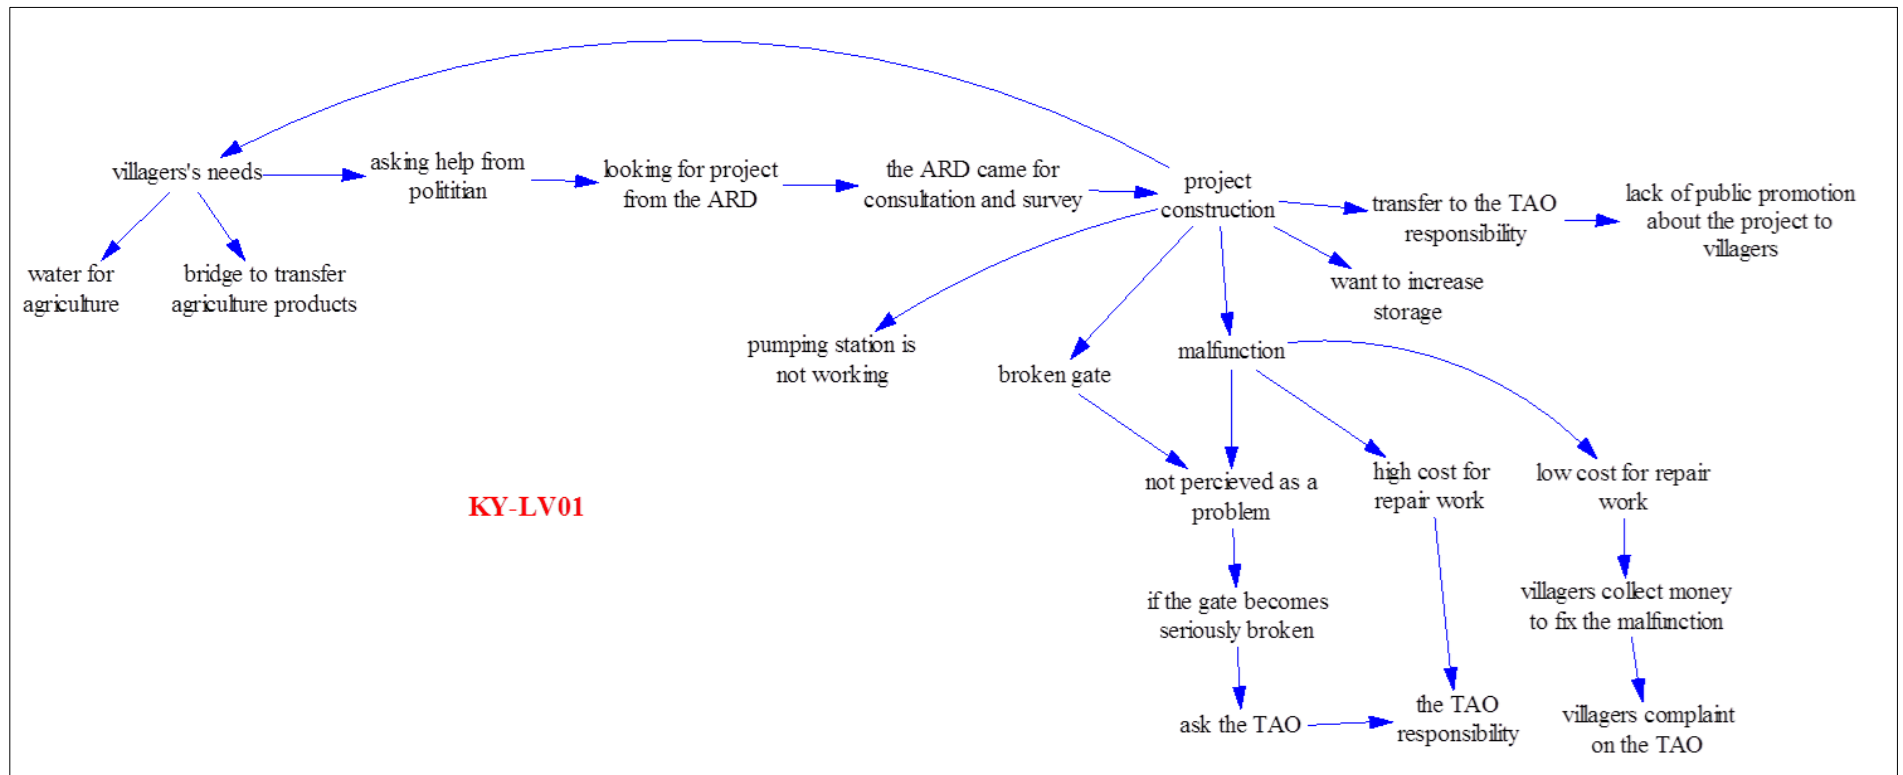 villagers's needs
asking help from
polititian
looking for project
from the ARD
the ARD came for
consultation and survey
project
construction
transfer to the TAO
responsibility
lack of public promotion
about the project to
villagers
water for
agriculture
bridge to transfer
agriculture products
want to increase
storage
pumping station is
not working
broken gate
malfunction
not percieved as a
problem
high cost for
repair work
low cost for repair
work
KY-LV01
if the gate becomes
seriously broken
villagers collect money
to fix the malfunction
ask the TAO
the TAO
responsibility
villagers complaint
on the TAO